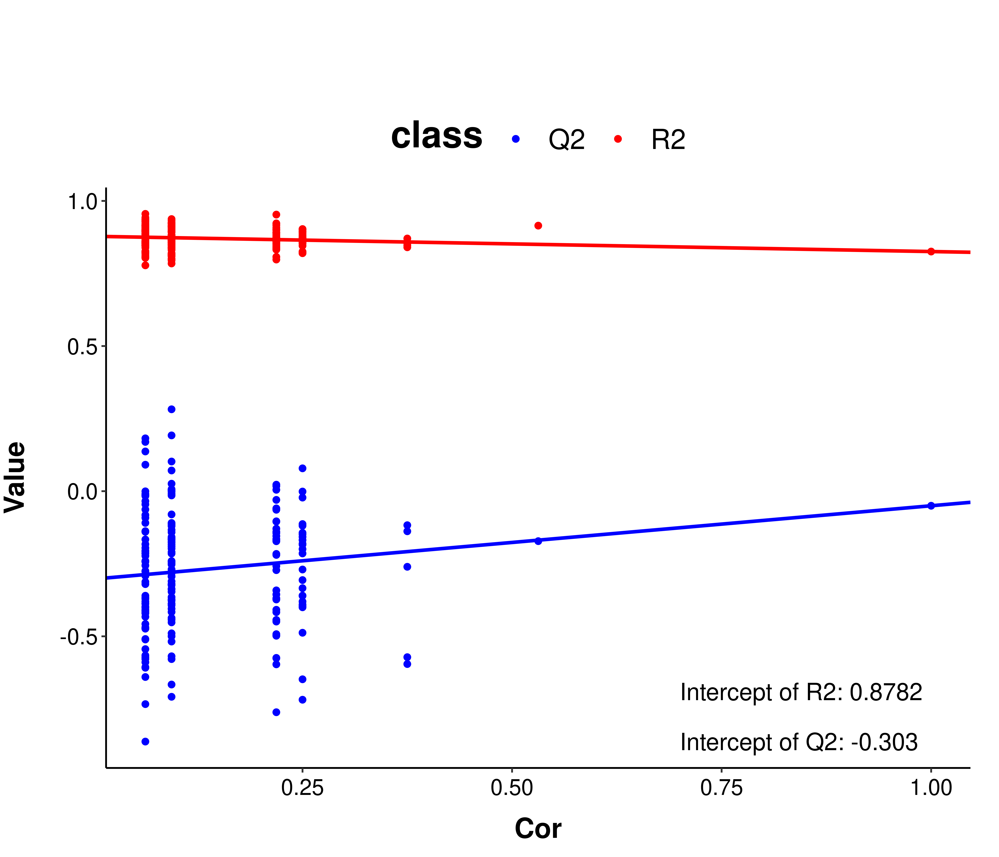 class Q2 R2
1.0
0.5
0.0
-0.5
Value
Intercept of R2: 0.8782
Intercept of Q2: -0.303
0.25 0.50 0.75 1.00
Cor